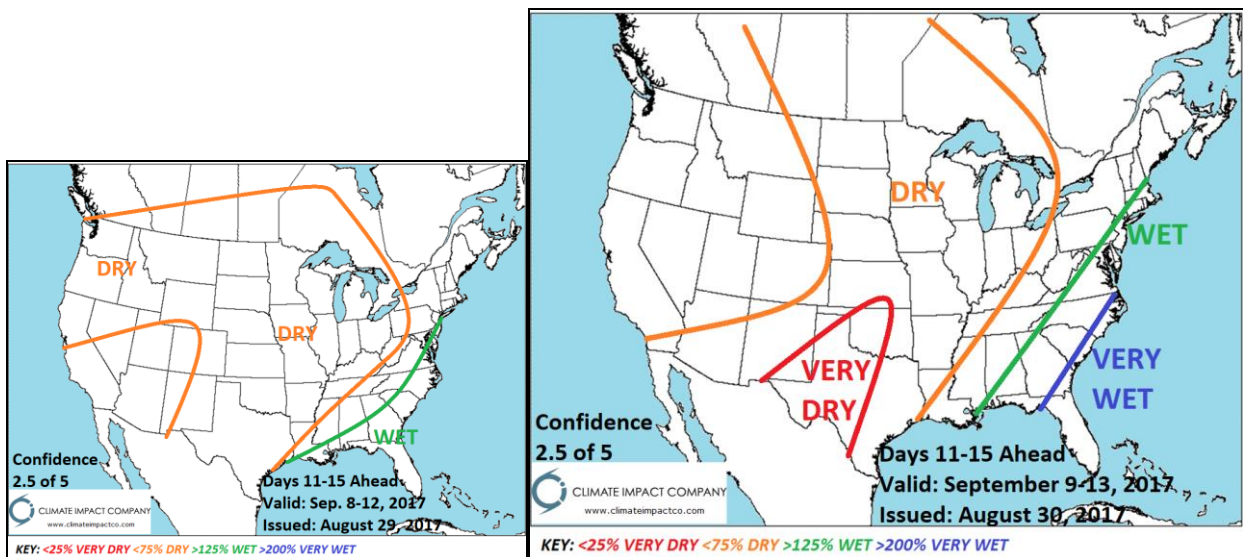 DRY
DRY
WET
Confidence
2.5 of 5
Days 11-15 Ahead
Valid: Sep. 8-12, 2017
Issued: August 29, 2017
CLIMATE IMPACT COMPANY
www.climateimpactco.com
KEY: <25% VERY DRY <75% DRY >125% WET >200% VERY WET
DRY
WET
VERY
DRY
VERY
WET
Confidence
2.5 of 5
Days 11-15 Ahead
Valid: September 9-13, 2017
Issued: August 30, 2017
CLIMATE IMPACT COMPANY
www.climateimpactco.com
KEY: <25% VERY DRY <75% DRY >125% WET >200% VERY WET